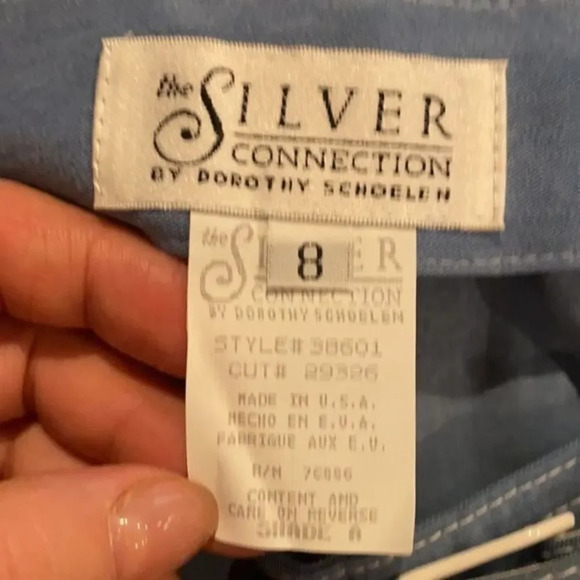 the SILVER
CONNECTION
BY DOROTHY SCHOELEN
the SILVER
8
CONNECTION
BY DOROTHY SCHOELEN
STYLE# 38601
CUT# 29326
MADE IN U.S.A.
HECHO EN E.U.A.
FABRIQUE AUX E.U.
R/N 76886
CONTENT AND
CARE ON REVERSE
SHADE A